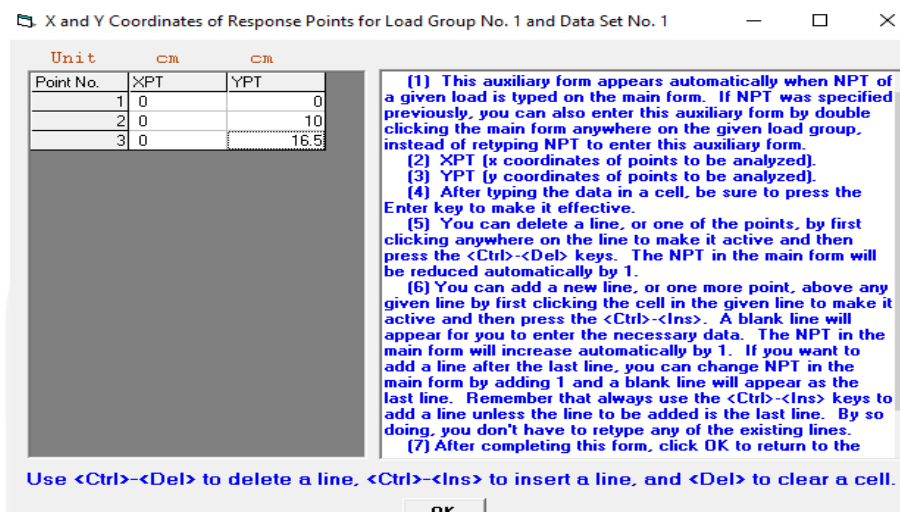 X and Y Coordinates of Response Points for Load Group No. 1 and Data Set No. 1
Unit cm cm
Point No. XPT YPT
1 0 0
2 0 10
3 0 16.5
(1) This auxiliary form appears automatically when NPT of
a given load is typed on the main form. If NPT was specified
previously, you can also enter this auxiliary form by double
clicking the main form anywhere on the given load group,
instead of retyping NPT to enter this auxiliary form.
(2) XPT (x coordinates of points to be analyzed).
(3) YPT (y coordinates of points to be analyzed).
(4) After typing the data in a cell, be sure to press the
Enter key to make it effective.
(5) You can delete a line, or one of the points, by first
clicking anywhere on the line to make it active and then
press the <Ctrl>-<Del> keys. The NPT in the main form will
be reduced automatically by 1.
(6) You can add a new line, or one more point, above any
given line by first clicking the cell in the given line to make it
active and then press the <Ctrl>-<Ins>. A blank line will
appear for you to enter the necessary data. The NPT in the
main form will increase automatically by 1. If you want to
add a line after the last line, you can change NPT in the
main form by adding 1 and a blank line will appear as the
last line. Remember that always use the <Ctrl>-<Ins> keys to
add a line unless the line to be added is the last line. By so
doing, you don't have to retype any of the existing lines.
(7) After completing this form, click OK to return to the
Use <Ctrl>-<Del> to delete a line, <Ctrl>-<Ins> to insert a line, and <Del> to clear a cell.
OK